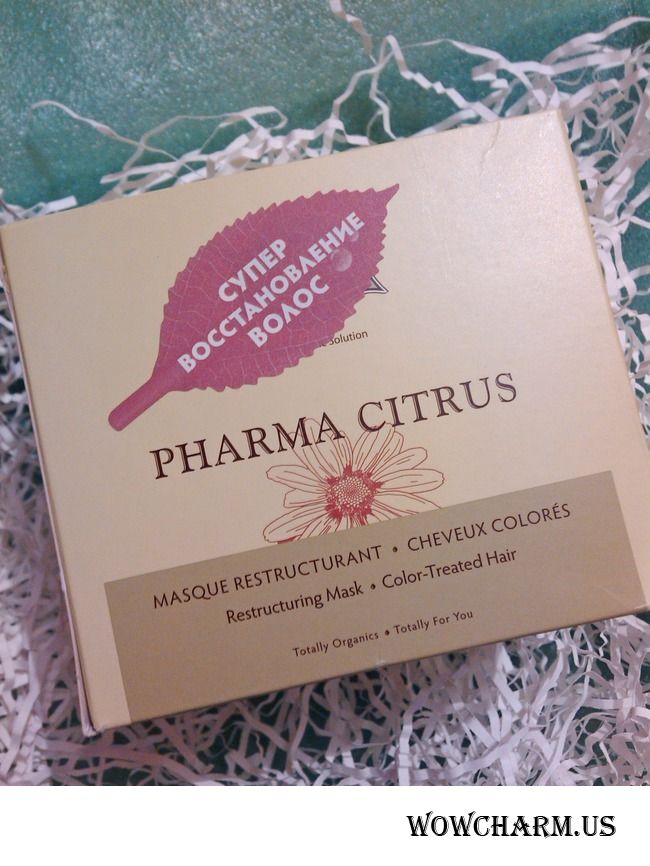 СУПЕР
ВОССТАНОВЛЕНИЕ
ВОЛОС
Solution
PHARMA CITRUS
MASQUE RESTRUCTURANT • CHEVEUX COLORÉS
Restructuring Mask • Color-Treated Hair
Totally Organics • Totally For You
WOWCHARM.US